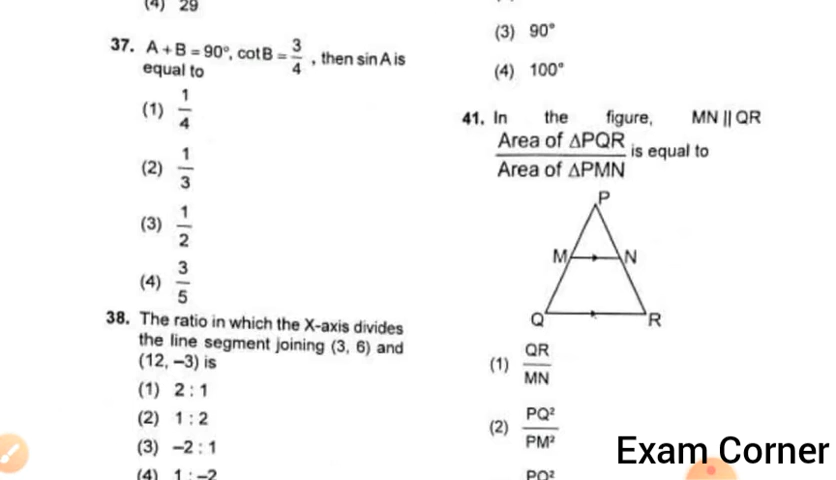 (4) 29
37. A + B = 90°, cot B = 3/4, then sin A is
equal to
(1) 1/4
(2) 1/3
(3) 1/2
(4) 3/5
38. The ratio in which the X-axis divides
the line segment joining (3, 6) and
(12, –3) is
(1) 2 : 1
(2) 1 : 2
(3) –2 : 1
(4) 1 : –2
(3) 90°
(4) 100°
41. In the figure, MN || QR
Area of ΔPQR / Area of ΔPMN is equal to
P
M N
Q R
(1) QR/MN
(2) PQ²/PM²
PQ²
Exam Corner